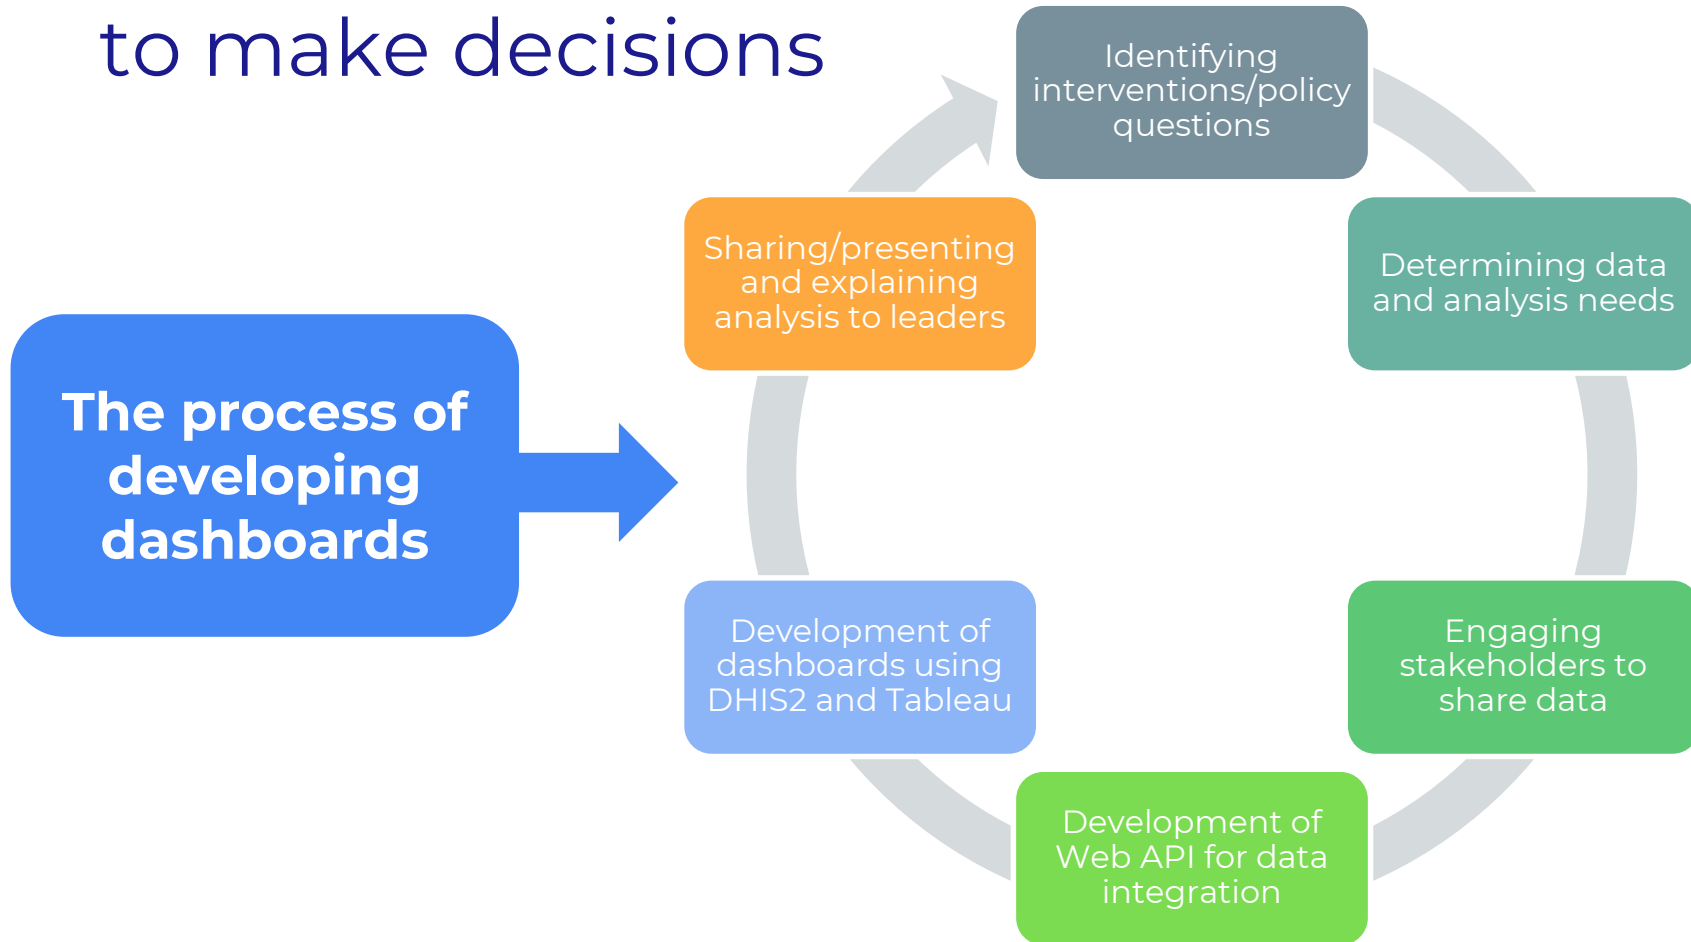 to make decisions
The process of
developing
dashboards
Identifying
interventions/policy
questions
Determining data
and analysis needs
Engaging
stakeholders to
share data
Development of
Web API for data
integration
Development of
dashboards using
DHIS2 and Tableau
Sharing/presenting
and explaining
analysis to leaders